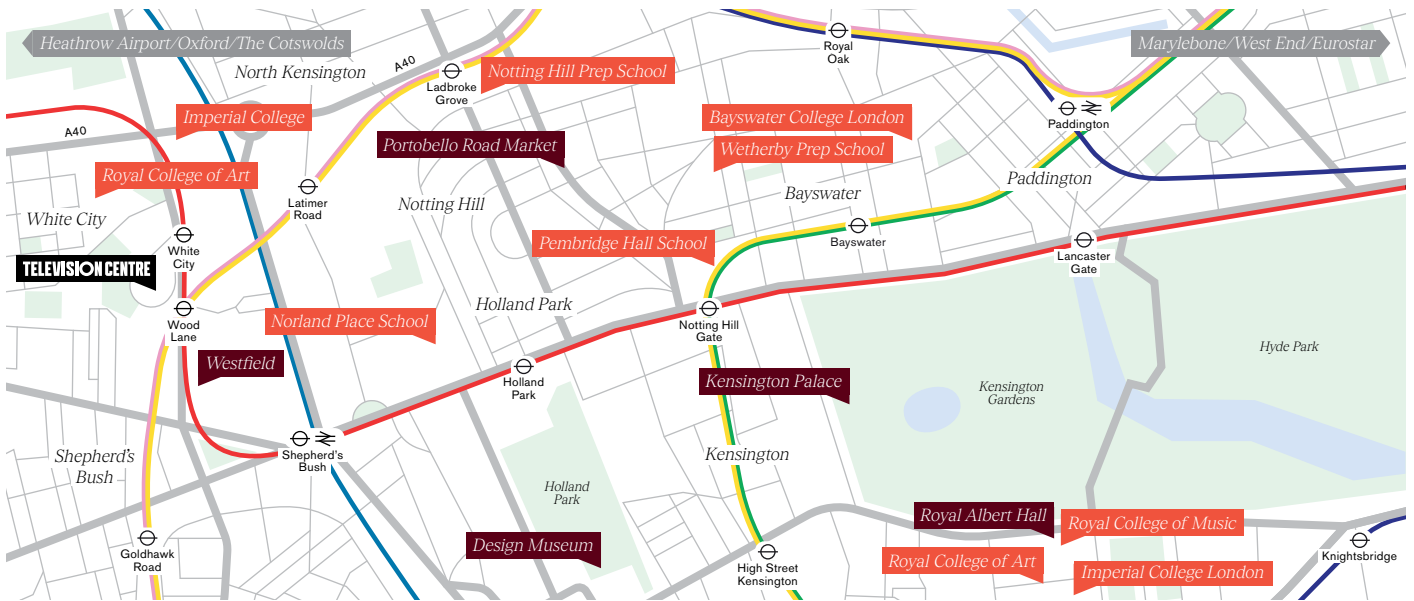 Heathrow Airport/Oxford/The Cotswolds
Marylebone/West End/Eurostar
Royal
Oak
North Kensington
A40
Notting Hill Prep School
Ladbroke
Grove
Imperial College
Bayswater College London
Paddington
A40
Portobello Road Market
Wetherby Prep School
Royal College of Art
Paddington
Bayswater
Latimer
Road
Notting Hill
White City
White
City
Pembridge Hall School
Bayswater
Lancaster
Gate
TELEVISION CENTRE
Holland Park
Wood
Lane
Norland Place School
Notting Hill
Gate
Hyde Park
Westfield
Holland
Park
Kensington Palace
Kensington
Gardens
Shepherd's
Bush
Shepherd's
Bush
Kensington
Holland
Park
Royal Albert Hall
Royal College of Music
Goldhawk
Road
Design Museum
High Street
Kensington
Royal College of Art
Imperial College London
Knightsbridge